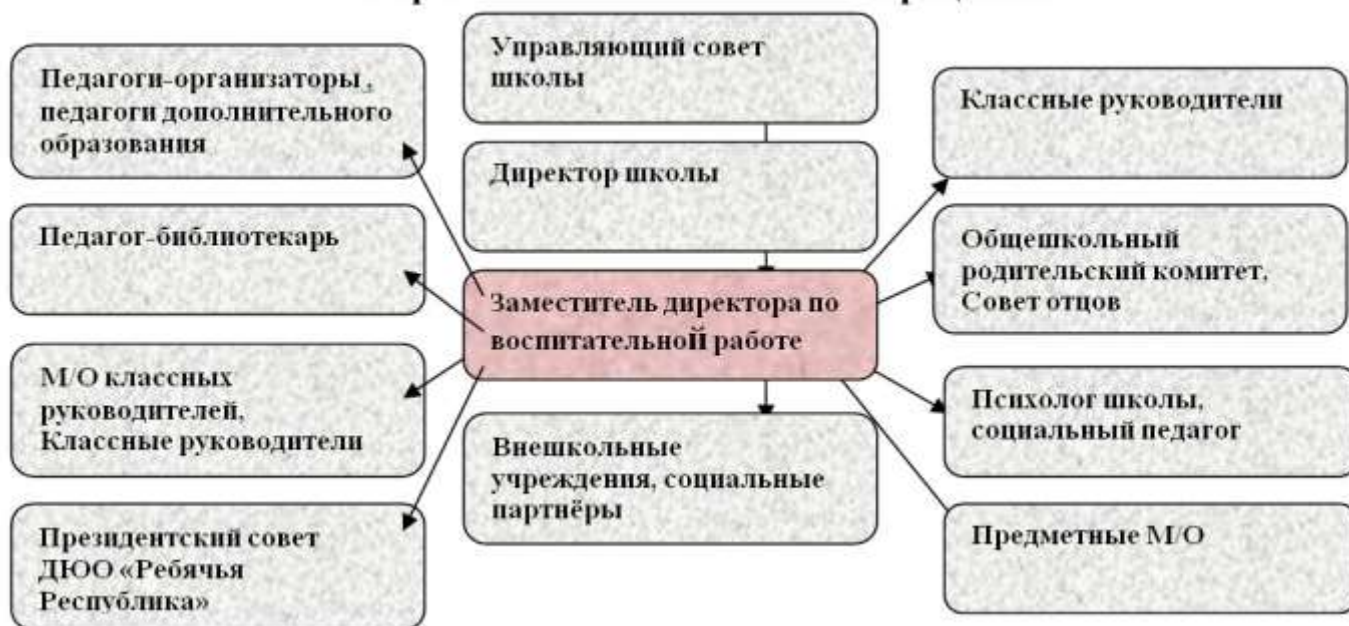 Управляющий совет
школы
Педагоги-организаторы ,
педагоги дополнительного
образования
Классные руководители
Директор школы
Педагог-библиотекарь
Общешкольный
родительский комитет,
Совет отцов
Заместитель директора по
воспитательной работе
М/О классных
руководителей,
Классные руководители
Психолог школы,
социальный педагог
Внешкольные
учреждения, социальные
партнёры
Президентский совет
ДЮО «Ребячья
Республика»
Предметные М/О